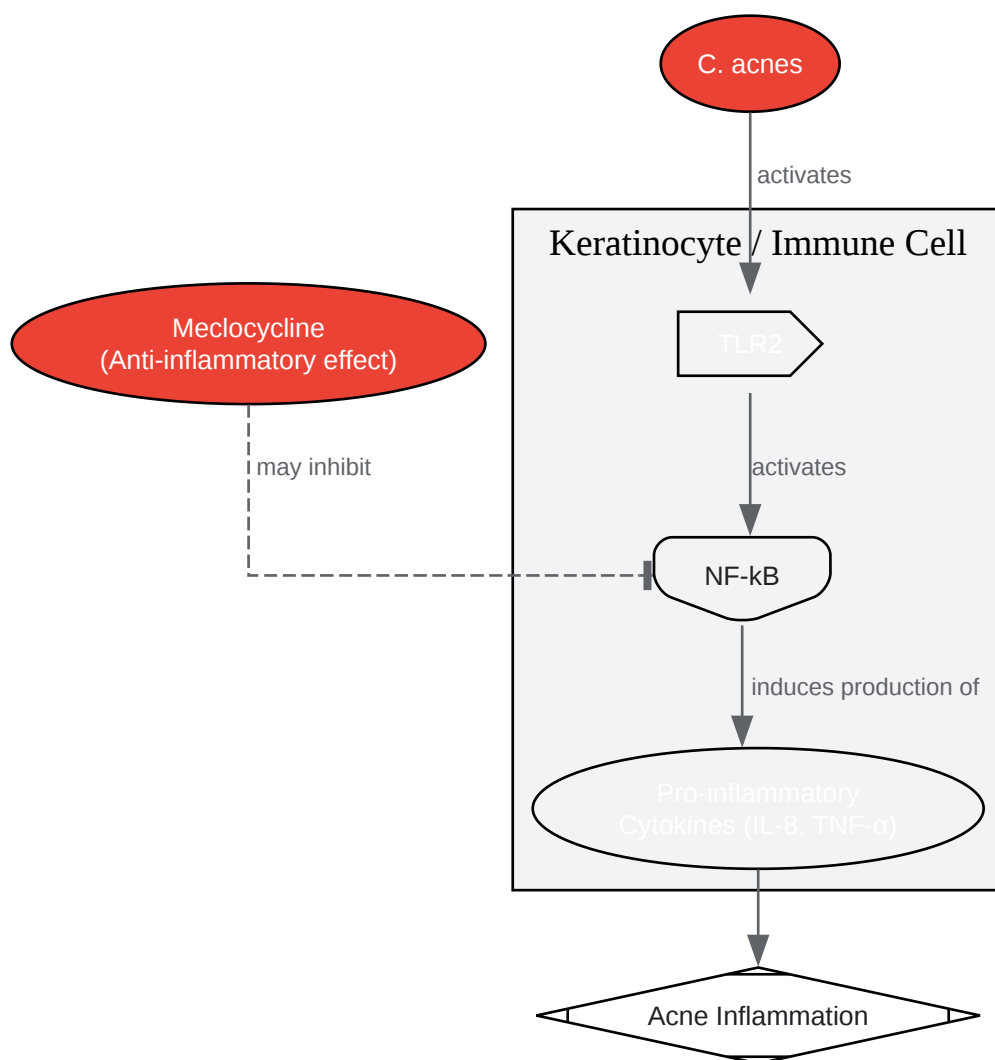 C. acnes
activates
Keratinocyte / Immune Cell
Meclocycline
(Anti-inflammatory effect)
TLR2
may inhibit
activates
NF-kB
induces production of
Pro-inflammatory
Cytokines (IL-8, TNF-α)
Acne Inflammation